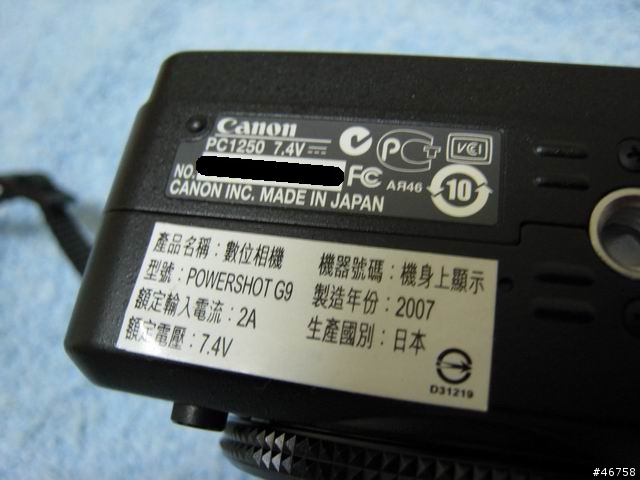 Canon
PC1250 7.4V
NO.
FC AЯ46
10
VCI
CANON INC. MADE IN JAPAN
產品名稱：數位相機
型號：POWERSHOT G9
額定輸入電流：2A
額定電壓：7.4V
機器號碼：機身上顯示
製造年份：2007
生產國別：日本
D31219
#46758